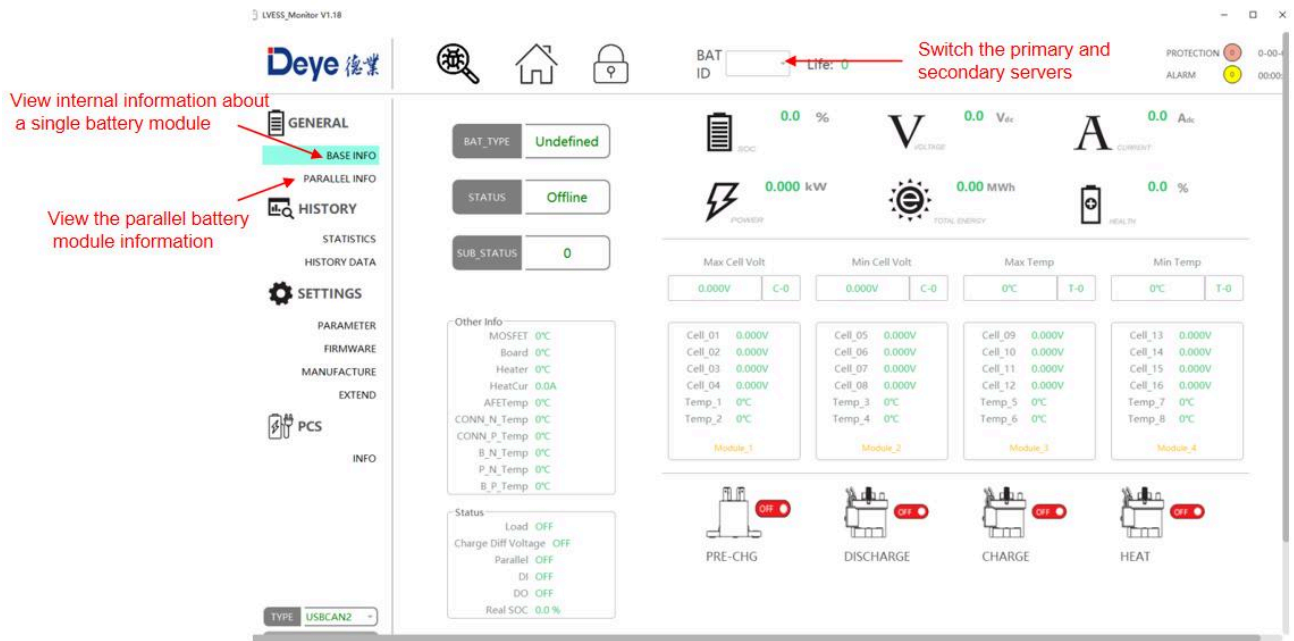 LVESS_Monitor V1.18
Deye 德業
BAT ID
Life: 0
Switch the primary and
secondary servers
PROTECTION 0 0-00-
ALARM 0 00:00:
View internal information about
a single battery module
GENERAL
BASE INFO
PARALLEL INFO
View the parallel battery
module information
HISTORY
STATISTICS
HISTORY DATA
SETTINGS
PARAMETER
FIRMWARE
MANUFACTURE
EXTEND
PCS
INFO
TYPE USBCAN2
BAT_TYPE Undefined
STATUS Offline
SUB_STATUS 0
0.0 %
SOC
V 0.0 Vdc
VOLTAGE
A 0.0 Adc
CURRENT
0.000 kW
POWER
e 0.00 MWh
TOTAL ENERGY
0.0 %
HEALTH
Max Cell Volt
0.000V C-0
Min Cell Volt
0.000V C-0
Max Temp
0℃ T-0
Min Temp
0℃ T-0
Other Info
MOSFET 0℃
Board 0℃
Heater 0℃
HeatCur 0.0A
AFETemp 0℃
CONN_N_Temp 0℃
CONN_P_Temp 0℃
B_N_Temp 0℃
P_N_Temp 0℃
B_P_Temp 0℃
Cell_01 0.000V
Cell_02 0.000V
Cell_03 0.000V
Cell_04 0.000V
Temp_1 0℃
Temp_2 0℃
Module_1
Cell_05 0.000V
Cell_06 0.000V
Cell_07 0.000V
Cell_08 0.000V
Temp_3 0℃
Temp_4 0℃
Module_2
Cell_09 0.000V
Cell_10 0.000V
Cell_11 0.000V
Cell_12 0.000V
Temp_5 0℃
Temp_6 0℃
Module_3
Cell_13 0.000V
Cell_14 0.000V
Cell_15 0.000V
Cell_16 0.000V
Temp_7 0℃
Temp_8 0℃
Module_4
Status
Load OFF
Charge Diff Voltage OFF
Parallel OFF
DI OFF
DO OFF
Real SOC 0.0 %
OFF
PRE-CHG
OFF
DISCHARGE
OFF
CHARGE
OFF
HEAT